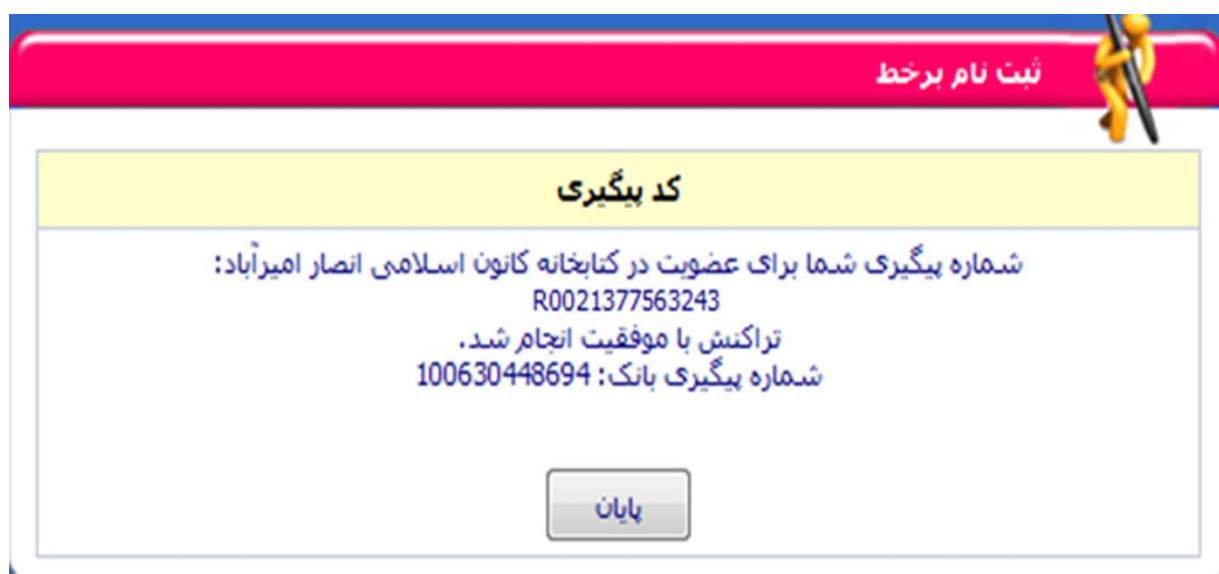 ثبت نام برخط
کد پیگیری
شماره پیگیری شما برای عضویت در کتابخانه کانون اسلامی انصار امیرآباد:
R0021377563243
تراکنش با موفقیت انجام شد.
شماره پیگیری بانک: 100630448694
پایان